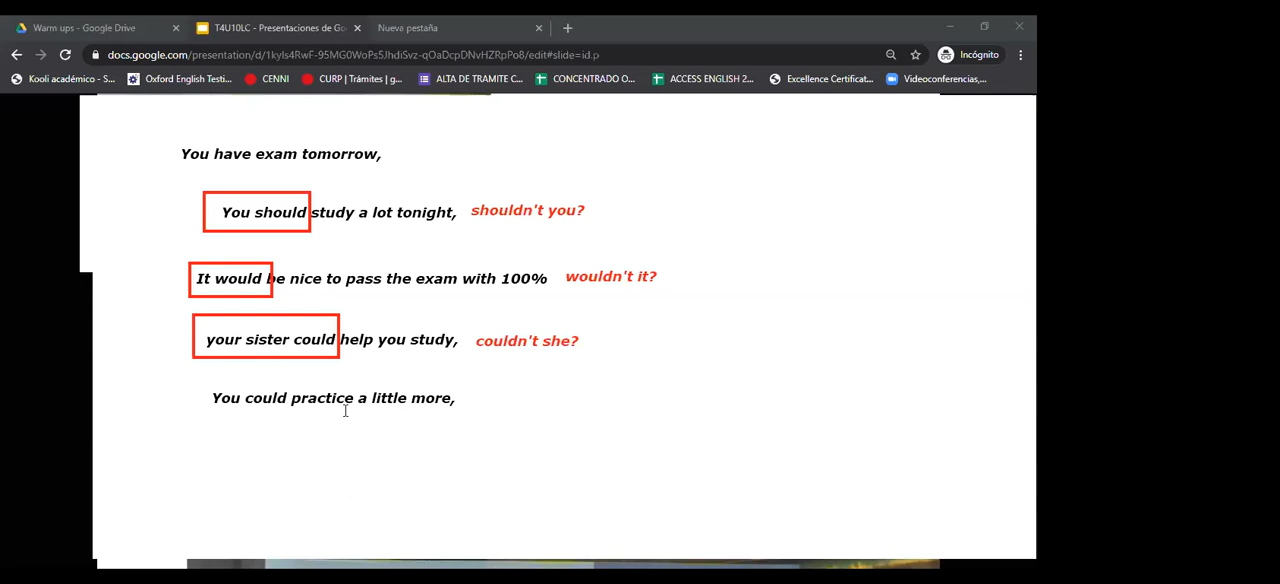 Warm ups - Google Drive
T4U10LC - Presentaciones de Go
Nueva pestaña
docs.google.com/presentation/d/1kyls4RwF-95MG0WoPs5JhdiSvz-qOaDcpDNvHZRpPo8/edit#slide=id.p
Incógnito
Kooli académico - S...
Oxford English Testi...
CENNI
CURP | Trámites | g...
ALTA DE TRAMITE C...
CONCENTRADO O...
ACCESS ENGLISH 2...
Excellence Certificat...
Videoconferencias,...
You have exam tomorrow,
You should study a lot tonight, shouldn't you?
It would be nice to pass the exam with 100% wouldn't it?
your sister could help you study, couldn't she?
You could practice a little more,